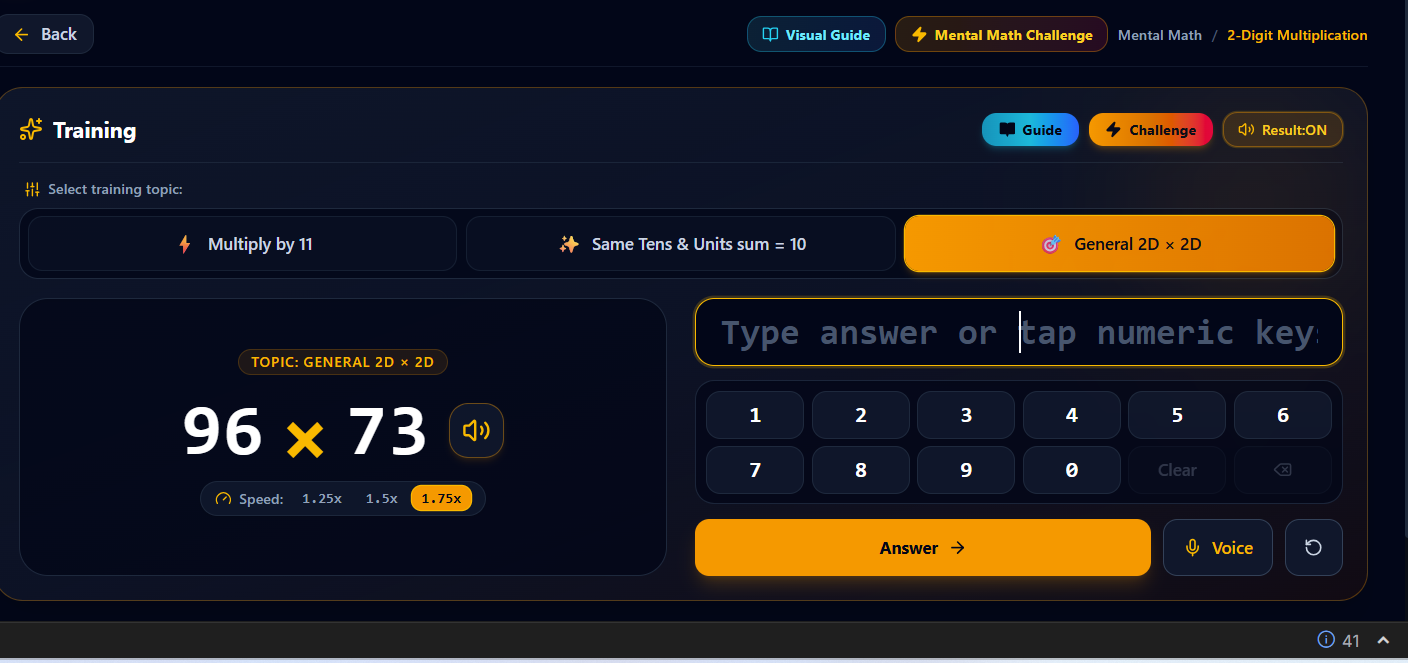 Back
Visual Guide
Mental Math Challenge
Mental Math / 2-Digit Multiplication
Training
Guide
Challenge
Result:ON
Select training topic:
Multiply by 11
Same Tens & Units sum = 10
General 2D × 2D
TOPIC: GENERAL 2D × 2D
96 × 73
Speed: 1.25x 1.5x 1.75x
Type answer or tap numeric keys
1 2 3 4 5 6
7 8 9 0 Clear
Answer →
Voice
41